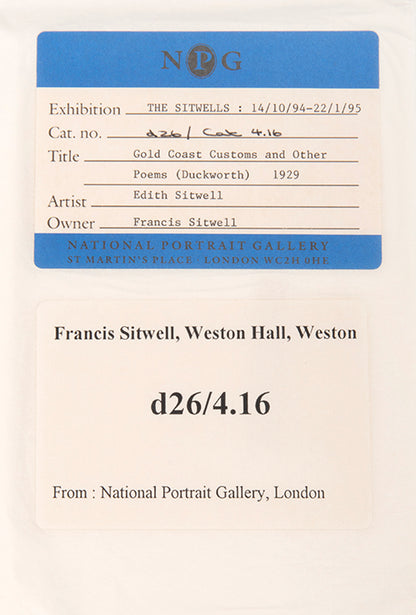 NPG
Exhibition THE SITWELLS : 14/10/94-22/1/95
Cat. no. d26/ Cat 4.16
Title Gold Coast Customs and Other
Poems (Duckworth) 1929
Artist Edith Sitwell
Owner Francis Sitwell
NATIONAL PORTRAIT GALLERY
ST MARTIN'S PLACE LONDON WC2H 0HE
Francis Sitwell, Weston Hall, Weston
d26/4.16
From : National Portrait Gallery, London